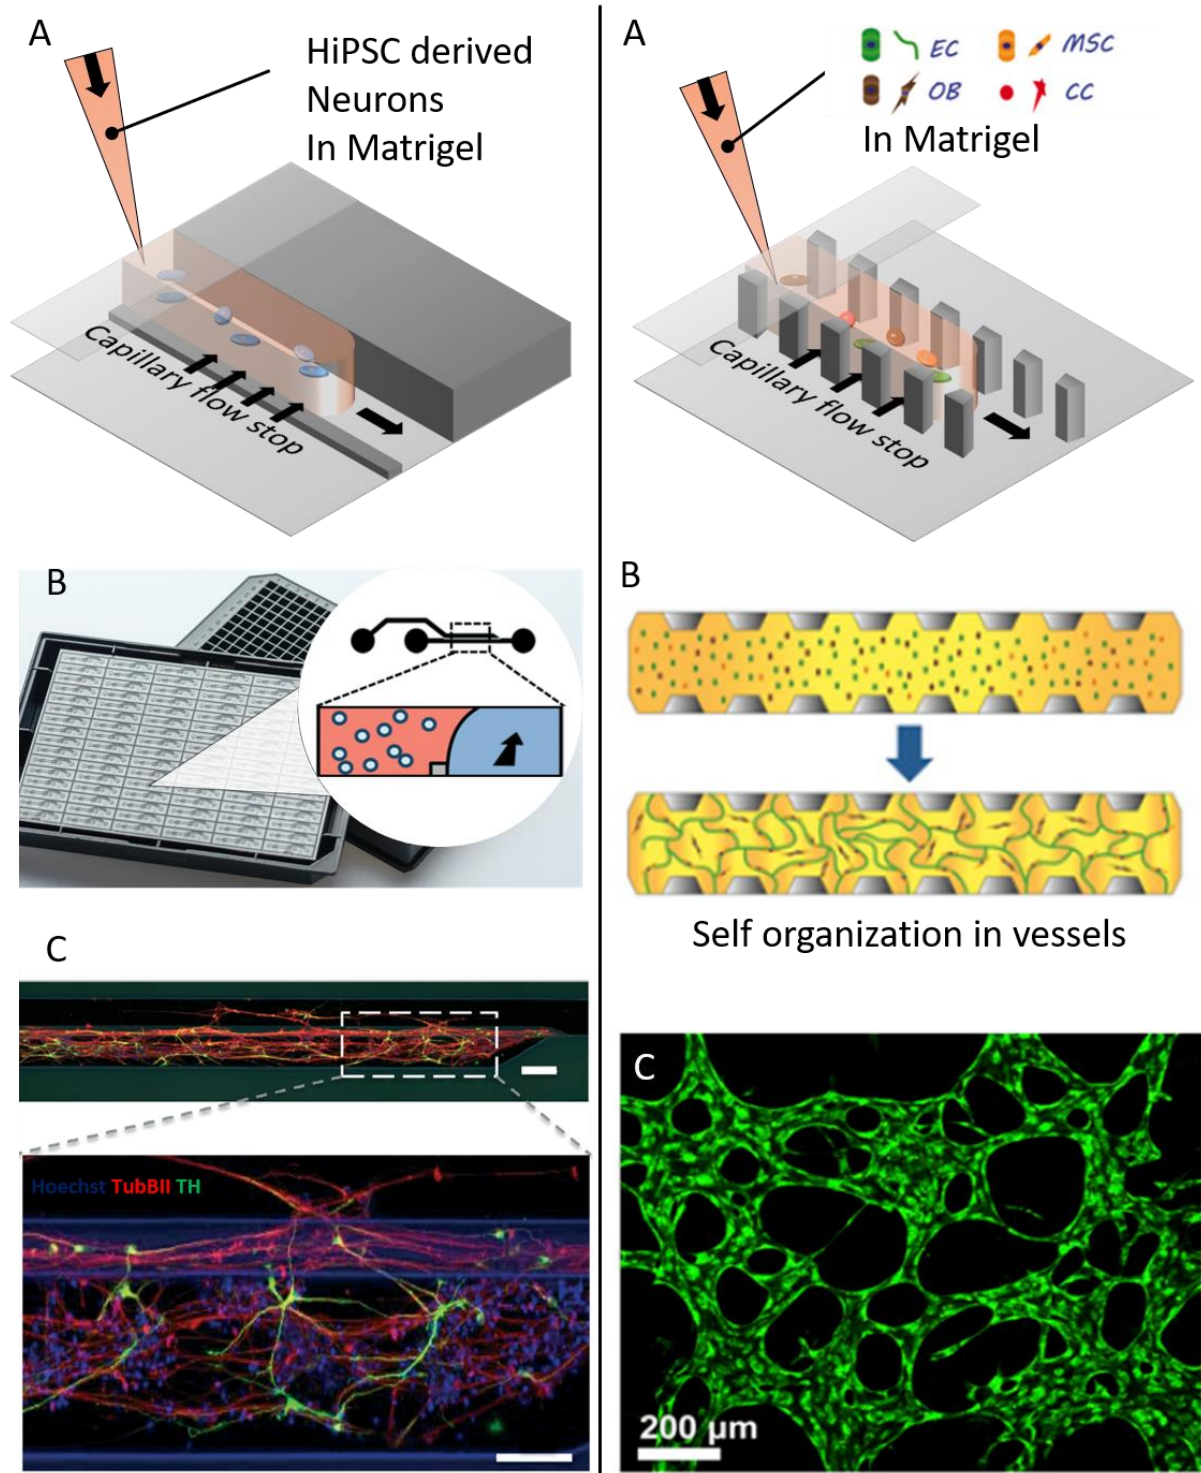 A
HiPSC derived
Neurons
In Matrigel
Capillary flow stop
B
C
Hoechst TubBII TH
A
EC
MSC
OB
CC
In Matrigel
Capillary flow stop
B
Self organization in vessels
C
200 µm